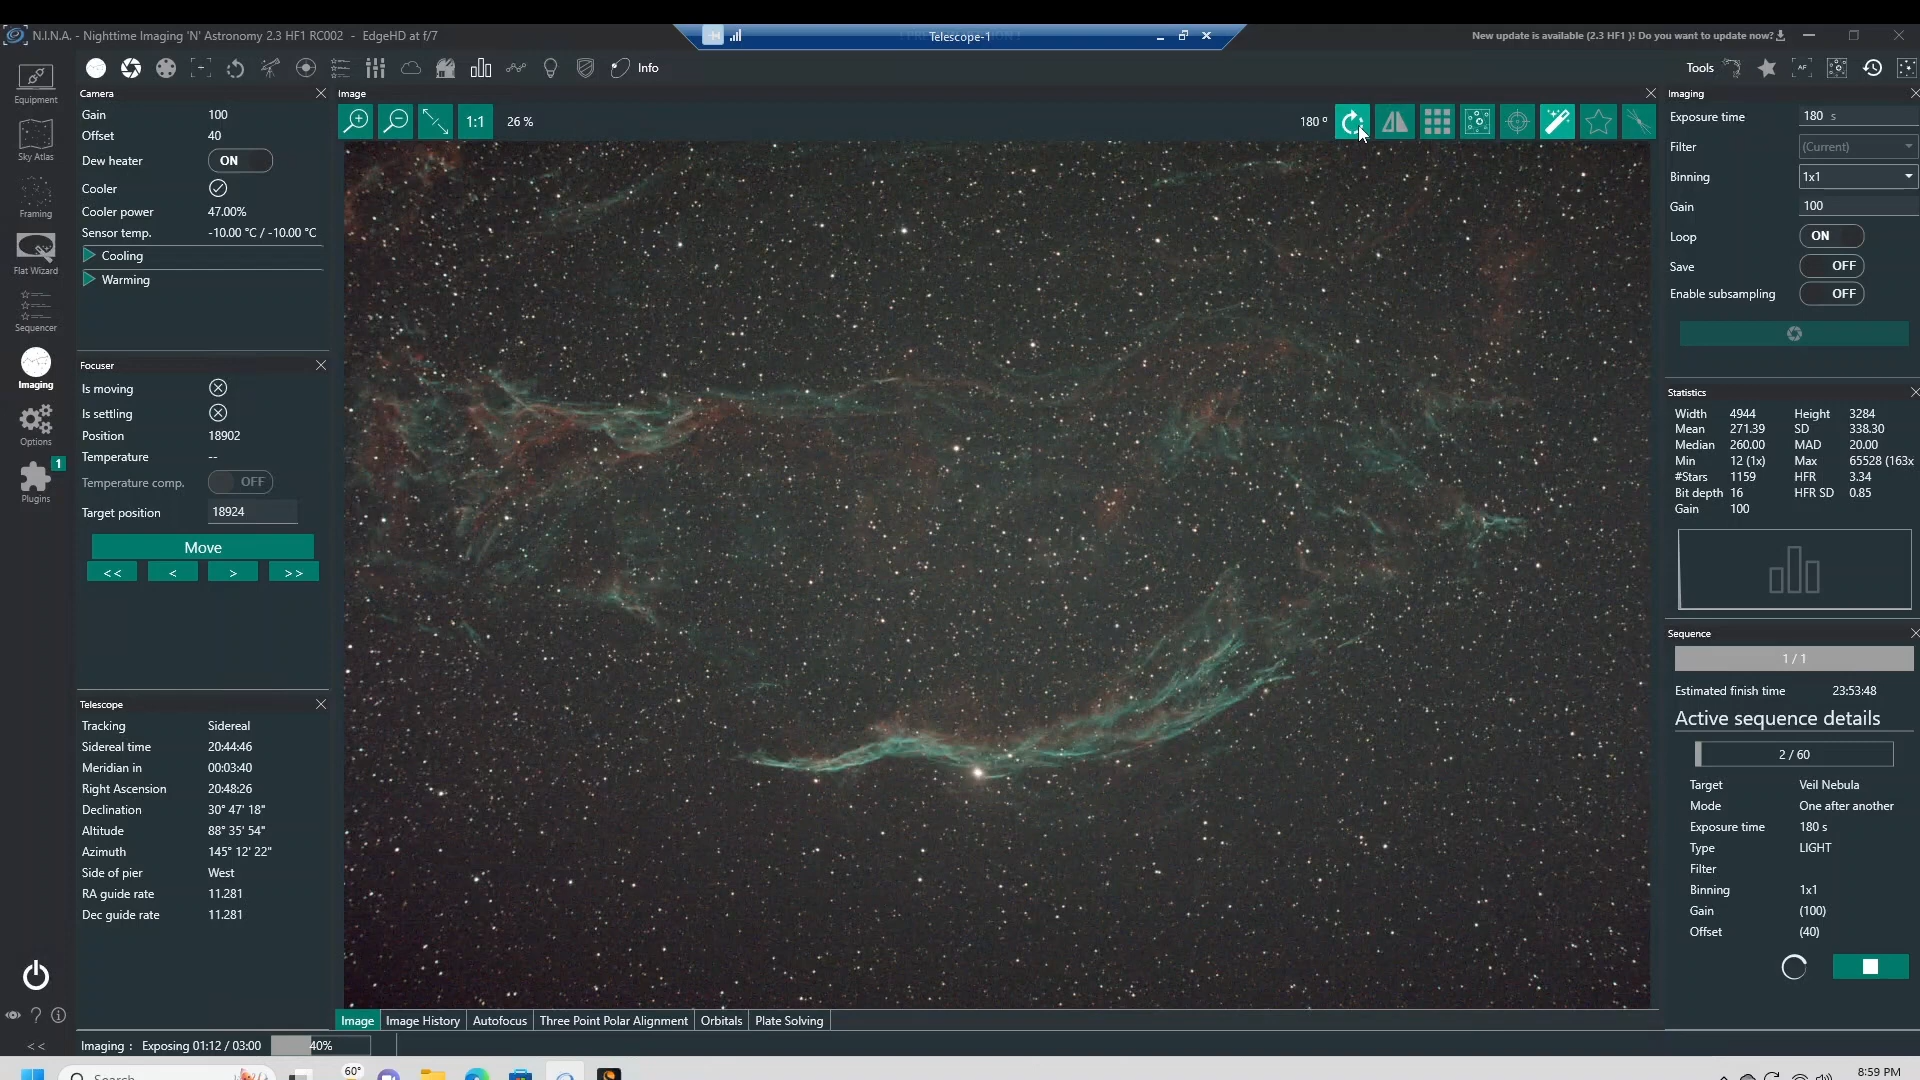 N.I.N.A. - Nighttime Imaging 'N' Astronomy 2.3 HF1 RC002 - EdgeHD at f/7
Telescope-1
New update is available (2.3 HF1 )! Do you want to update now?
Info
Tools
Equipment
Sky Atlas
Framing
Flat Wizard
Sequencer
Imaging
Options
1
Plugins
Camera
Gain 100
Offset 40
Dew heater ON
Cooler
Cooler power 47.00%
Sensor temp. -10.00 °C / -10.00 °C
Cooling
Warming
Focuser
Is moving
Is settling
Position 18902
Temperature --
Temperature comp. OFF
Target position 18924
Move
<< < > >>
Telescope
Tracking Sidereal
Sidereal time 20:44:46
Meridian in 00:03:40
Right Ascension 20:48:26
Declination 30° 47' 18"
Altitude 88° 35' 54"
Azimuth 145° 12' 22"
Side of pier West
RA guide rate 11.281
Dec guide rate 11.281
Image
1:1 26 % 180 °
AF
Imaging
Exposure time 180 s
Filter (Current)
Binning 1x1
Gain 100
Loop ON
Save OFF
Enable subsampling OFF
Statistics
Width 4944 Height 3284
Mean 271.39 SD 338.30
Median 260.00 MAD 20.00
Min 12 (1x) Max 65528 (163x
#Stars 1159 HFR 3.34
Bit depth 16 HFR SD 0.85
Gain 100
Sequence
1 / 1
Estimated finish time 23:53:48
Active sequence details
2 / 60
Target Veil Nebula
Mode One after another
Exposure time 180 s
Type LIGHT
Filter
Binning 1x1
Gain (100)
Offset (40)
Image Image History Autofocus Three Point Polar Alignment Orbitals Plate Solving
<< Imaging : Exposing 01:12 / 03:00 40%
Search 60° 8:59 PM